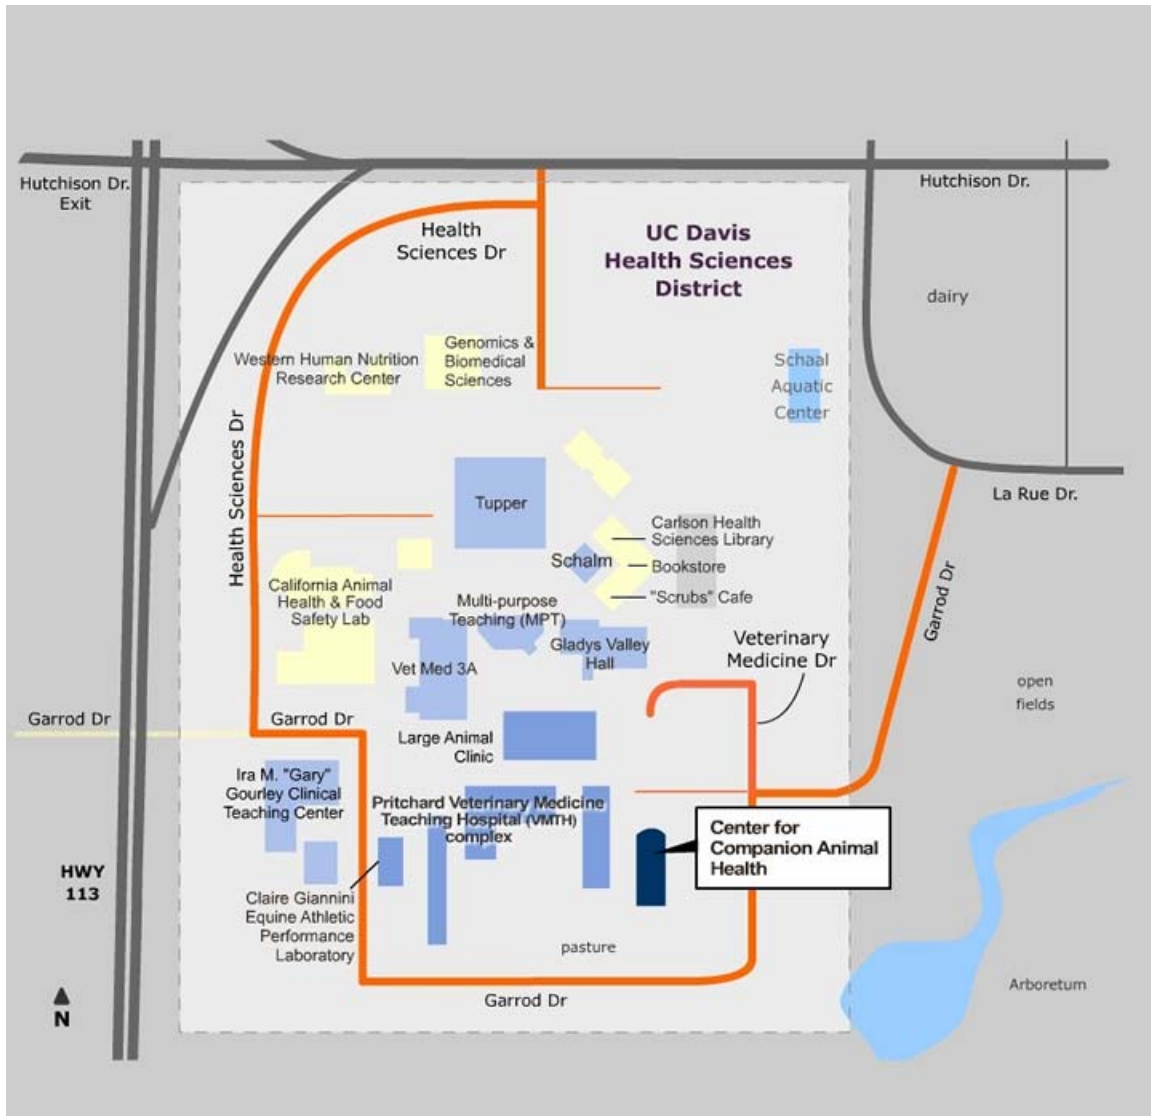 Hutchison Dr.
Exit
Hutchison Dr.
Health
Sciences Dr
UC Davis
Health Sciences
District
dairy
Genomics &
Biomedical
Sciences
Western Human Nutrition
Research Center
Schaal
Aquatic
Center
Health Sciences Dr
Tupper
La Rue Dr.
Carlson Health
Sciences Library
Schalm
Bookstore
"Scrubs" Cafe
California Animal
Health & Food
Safety Lab
Multi-purpose
Teaching (MPT)
Garrod Dr
Gladys Valley
Hall
Veterinary
Medicine Dr
Vet Med 3A
open
fields
Garrod Dr
Garrod Dr
Large Animal
Clinic
Ira M. "Gary"
Gourley Clinical
Teaching Center
Pritchard Veterinary Medicine
Teaching Hospital (VMTH)
complex
Center for
Companion Animal
Health
HWY
113
Claire Giannini
Equine Athletic
Performance
Laboratory
pasture
Garrod Dr
Arboretum
N